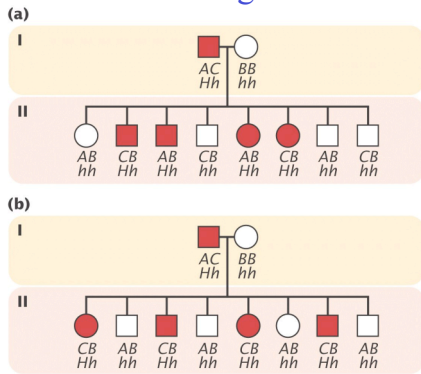 (a)
I
AC BB
Hh hh
II
AB CB AB CB AB CB AB CB
hh Hh Hh hh Hh Hh hh hh
(b)
I
AC BB
Hh hh
II
CB AB CB AB CB AB CB AB
Hh hh Hh hh Hh hh Hh hh